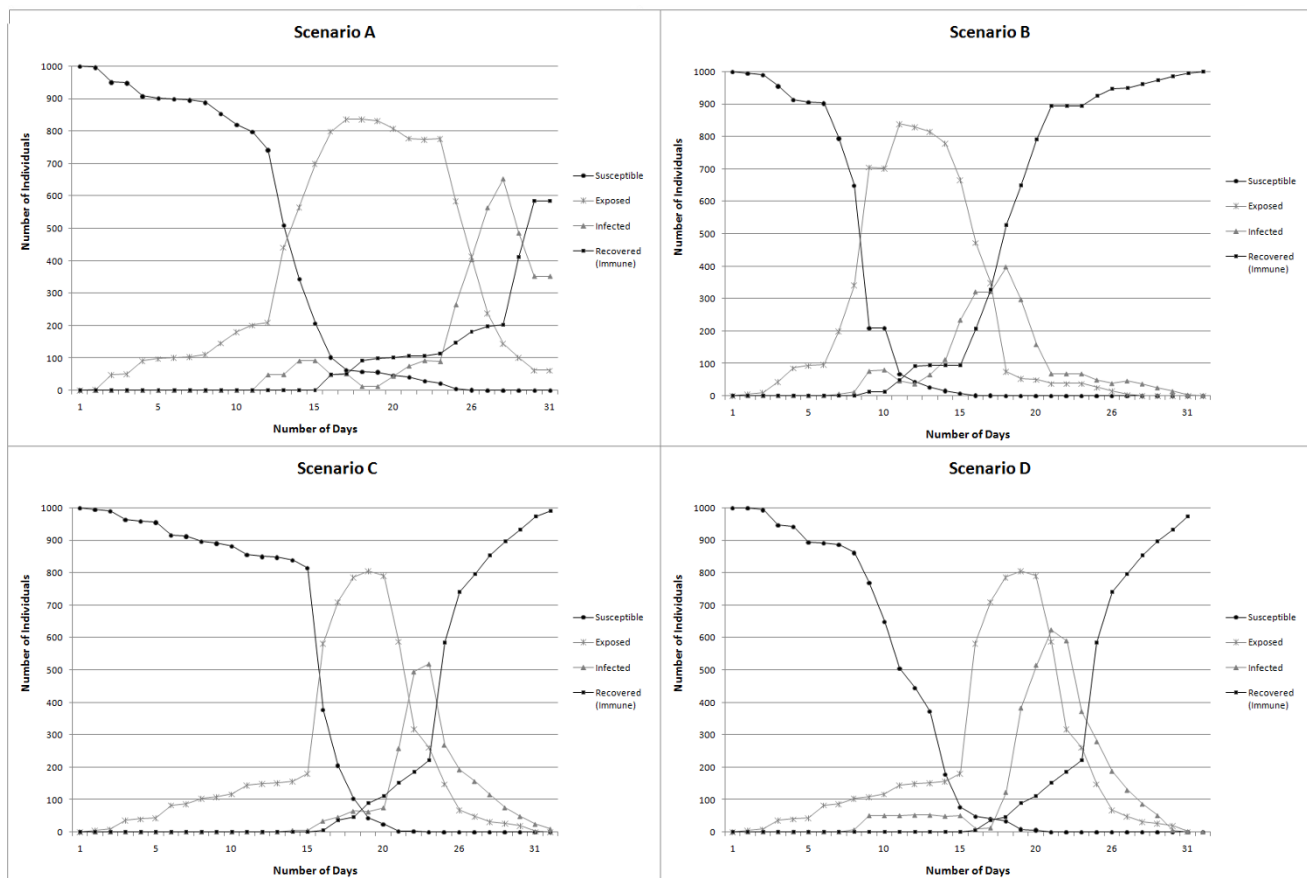 Scenario A
1000
900
800
700
600
500
400
300
200
100
0
Number of Individuals
1 5 10 15 20 26 31
Number of Days
Susceptible
Exposed
Infected
Recovered
(Immune)
Scenario B
1000
900
800
700
600
500
400
300
200
100
0
Number of Individuals
1 5 10 15 20 26 31
Number of Days
Susceptible
Exposed
Infected
Recovered
(Immune)
Scenario C
1000
900
800
700
600
500
400
300
200
100
0
Number of Individuals
1 5 10 15 20 26 31
Number of Days
Susceptible
Exposed
Infected
Recovered
(Immune)
Scenario D
1000
900
800
700
600
500
400
300
200
100
0
Number of Individuals
1 5 10 15 20 26 31
Number of Days
Susceptible
Exposed
Infected
Recovered
(Immune)